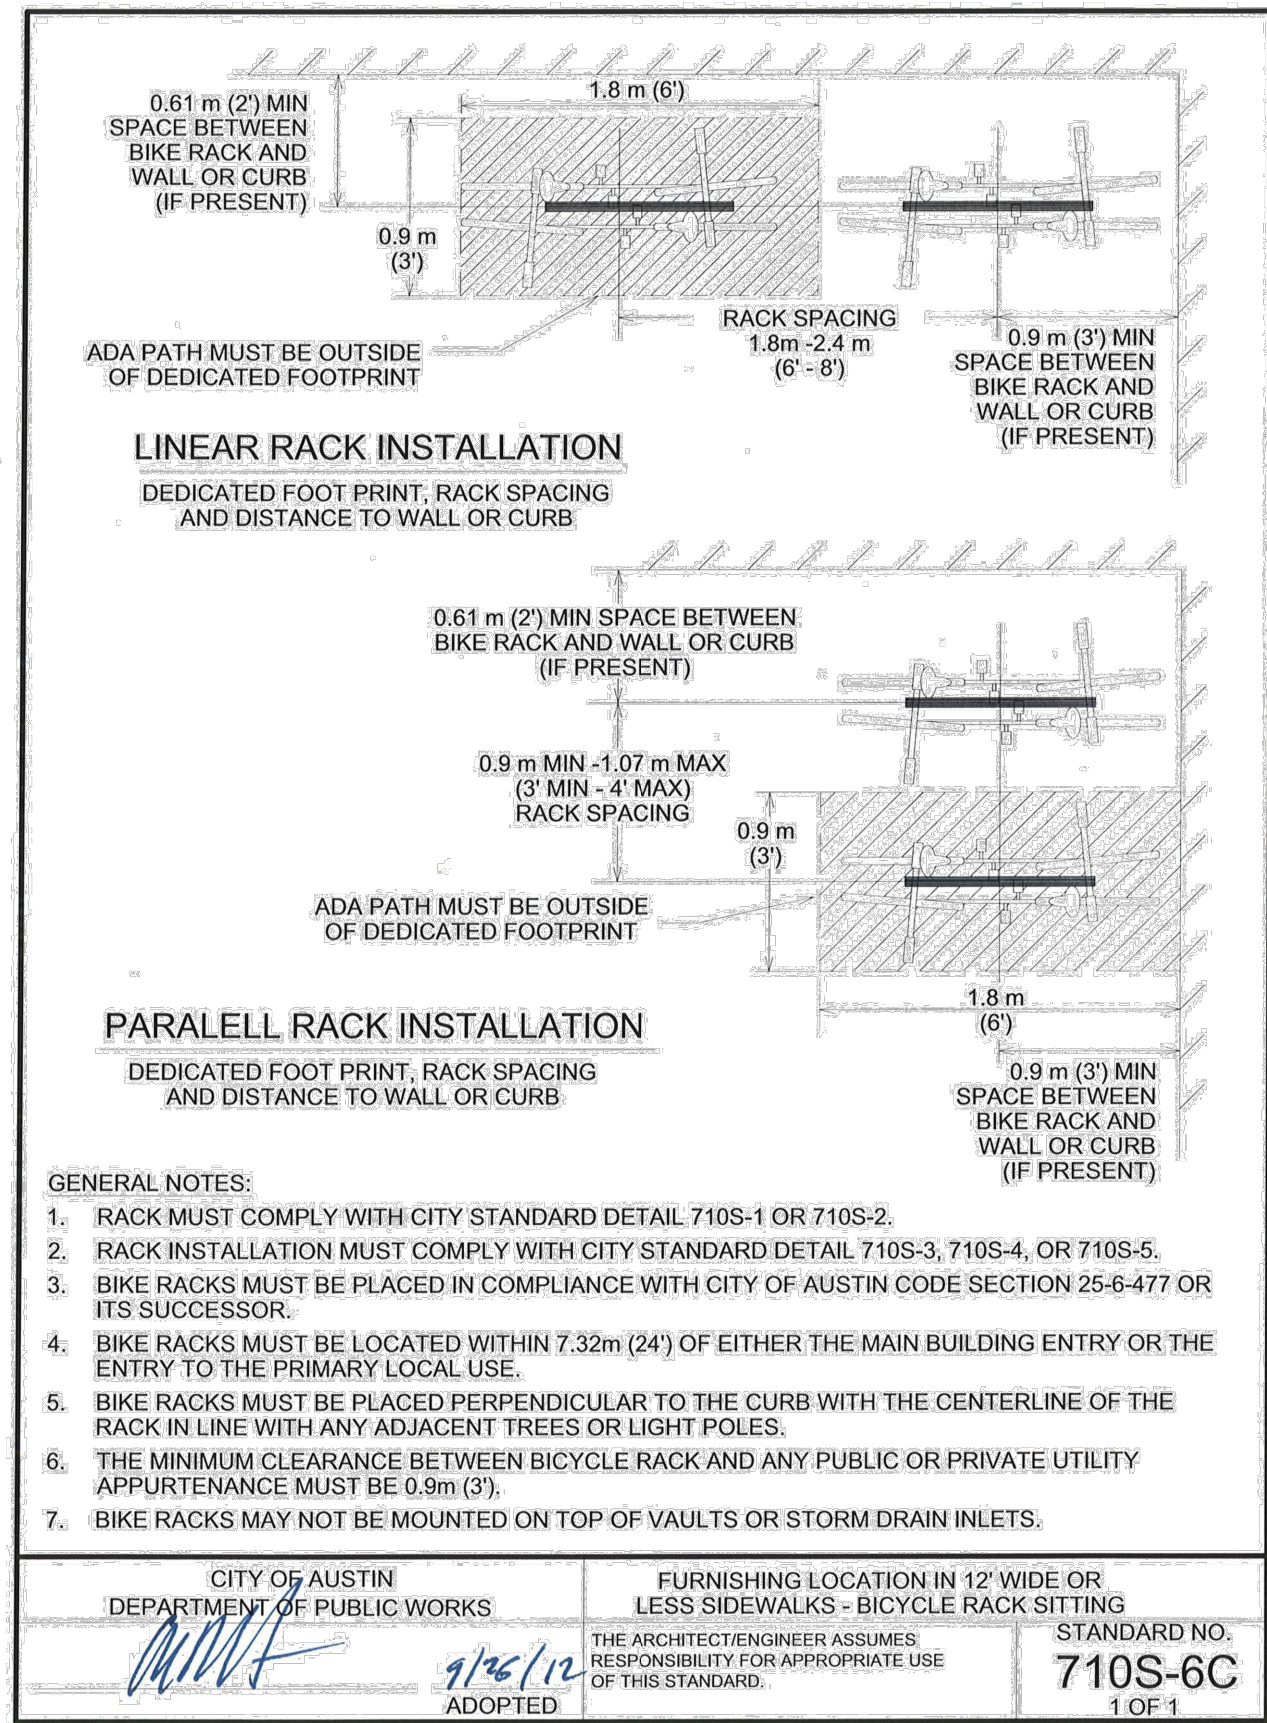 0.61 m (2') MIN
SPACE BETWEEN
BIKE RACK AND
WALL OR CURB
(IF PRESENT)
1.8 m (6')
0.9 m
(3')
ADA PATH MUST BE OUTSIDE
OF DEDICATED FOOTPRINT
RACK SPACING
1.8m -2.4 m
(6' - 8')
0.9 m (3') MIN
SPACE BETWEEN
BIKE RACK AND
WALL OR CURB
(IF PRESENT)
LINEAR RACK INSTALLATION
DEDICATED FOOT PRINT, RACK SPACING
AND DISTANCE TO WALL OR CURB
0.61 m (2') MIN SPACE BETWEEN
BIKE RACK AND WALL OR CURB
(IF PRESENT)
0.9 m MIN -1.07 m MAX
(3' MIN - 4' MAX)
RACK SPACING
0.9 m
(3')
ADA PATH MUST BE OUTSIDE
OF DEDICATED FOOTPRINT
1.8 m
(6')
0.9 m (3') MIN
SPACE BETWEEN
BIKE RACK AND
WALL OR CURB
(IF PRESENT)
PARALELL RACK INSTALLATION
DEDICATED FOOT PRINT, RACK SPACING
AND DISTANCE TO WALL OR CURB
GENERAL NOTES:
1. RACK MUST COMPLY WITH CITY STANDARD DETAIL 710S-1 OR 710S-2.
2. RACK INSTALLATION MUST COMPLY WITH CITY STANDARD DETAIL 710S-3, 710S-4, OR 710S-5.
3. BIKE RACKS MUST BE PLACED IN COMPLIANCE WITH CITY OF AUSTIN CODE SECTION 25-6-477 OR
ITS SUCCESSOR.
4. BIKE RACKS MUST BE LOCATED WITHIN 7.32m (24') OF EITHER THE MAIN BUILDING ENTRY OR THE
ENTRY TO THE PRIMARY LOCAL USE.
5. BIKE RACKS MUST BE PLACED PERPENDICULAR TO THE CURB WITH THE CENTERLINE OF THE
RACK IN LINE WITH ANY ADJACENT TREES OR LIGHT POLES.
6. THE MINIMUM CLEARANCE BETWEEN BICYCLE RACK AND ANY PUBLIC OR PRIVATE UTILITY
APPURTENANCE MUST BE 0.9m (3').
7. BIKE RACKS MAY NOT BE MOUNTED ON TOP OF VAULTS OR STORM DRAIN INLETS.
CITY OF AUSTIN
DEPARTMENT OF PUBLIC WORKS
9/26/12
ADOPTED
FURNISHING LOCATION IN 12' WIDE OR
LESS SIDEWALKS - BICYCLE RACK SITTING
THE ARCHITECT/ENGINEER ASSUMES
RESPONSIBILITY FOR APPROPRIATE USE
OF THIS STANDARD.
STANDARD NO.
710S-6C
1 OF 1